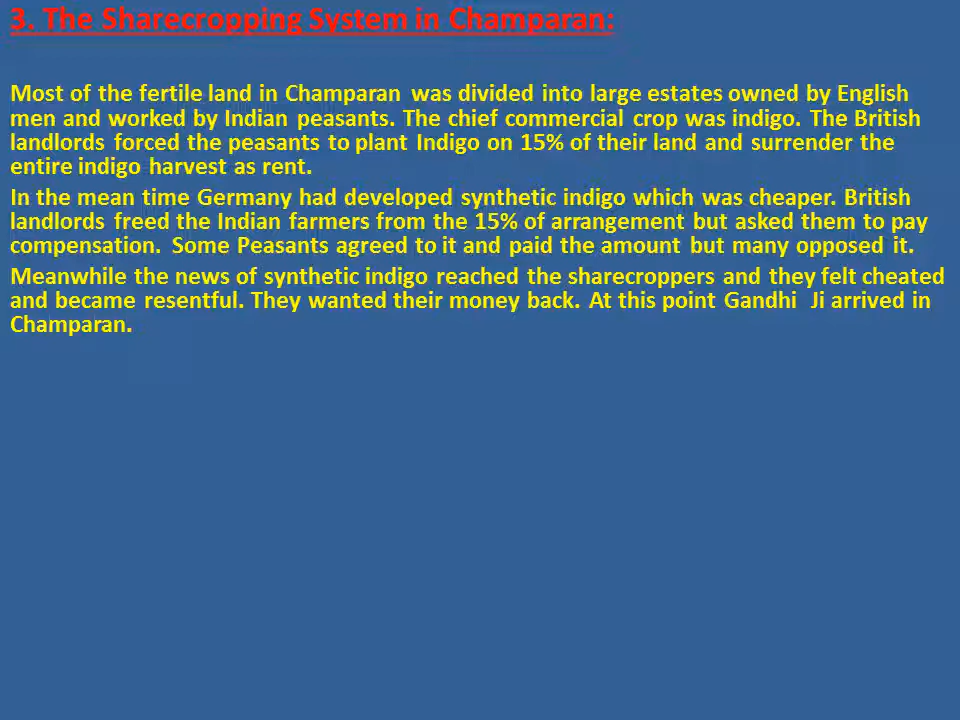 3. The Sharecropping System in Champaran:
Most of the fertile land in Champaran was divided into large estates owned by English
men and worked by Indian peasants. The chief commercial crop was indigo. The British
landlords forced the peasants to plant Indigo on 15% of their land and surrender the
entire indigo harvest as rent.
In the mean time Germany had developed synthetic indigo which was cheaper. British
landlords freed the Indian farmers from the 15% of arrangement but asked them to pay
compensation. Some Peasants agreed to it and paid the amount but many opposed it.
Meanwhile the news of synthetic indigo reached the sharecroppers and they felt cheated
and became resentful. They wanted their money back. At this point Gandhi Ji arrived in
Champaran.